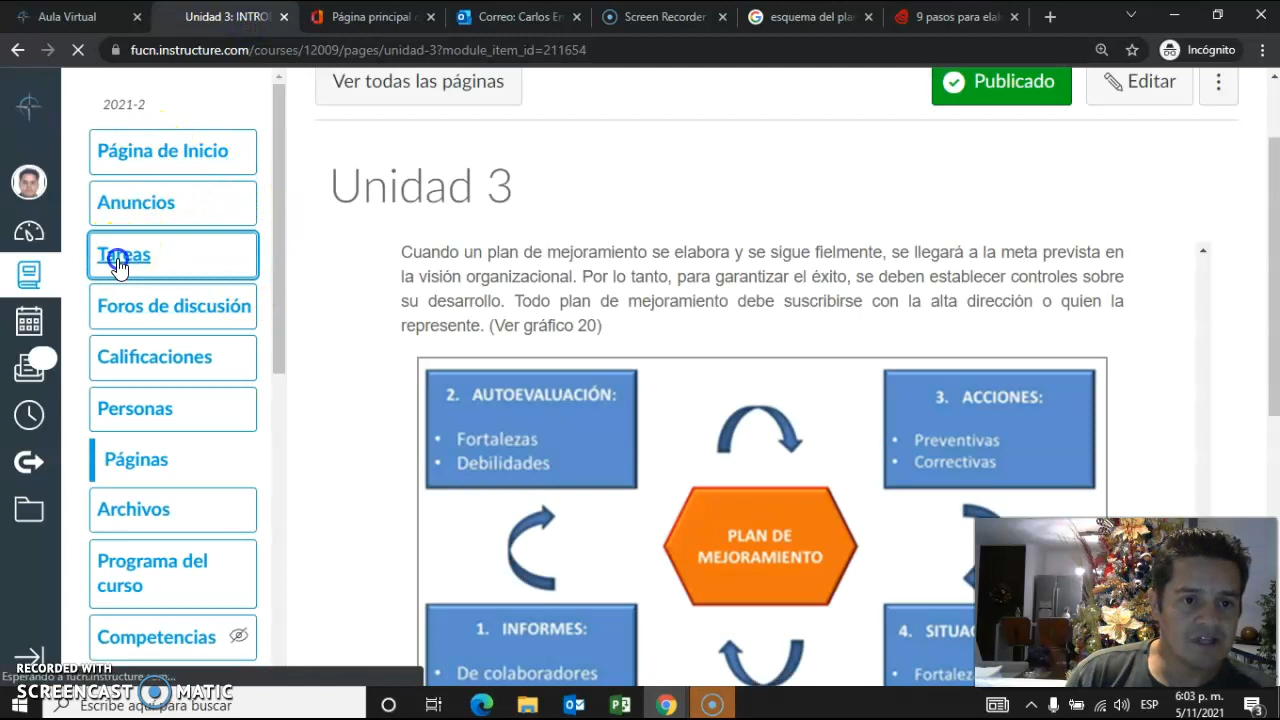 Aula Virtual
Unidad 3: INTRO
Página principal
Correo: Carlos En
Screen Recorder
esquema del pla
9 pasos para ela
fucn.instructure.com/courses/12009/pages/unidad-3?module_item_id=211654
Incógnito
2021-2
Página de Inicio
Anuncios
Tareas
Foros de discusión
Calificaciones
Personas
Páginas
Archivos
Programa del
curso
Competencias
Ver todas las páginas
Publicado
Editar
Unidad 3
Cuando un plan de mejoramiento se elabora y se sigue fielmente, se llegará a la meta prevista en
la visión organizacional. Por lo tanto, para garantizar el éxito, se deben establecer controles sobre
su desarrollo. Todo plan de mejoramiento debe suscribirse con la alta dirección o quien la
represente. (Ver gráfico 20)
2. AUTOEVALUACIÓN:
• Fortalezas
• Debilidades
3. ACCIONES:
• Preventivas
• Correctivas
PLAN DE
MEJORAMIENTO
1. INFORMES:
• De colaboradores
4. SITUAC
• Fortalez
Esperando a fucn.instructure.com...
RECORDED WITH
SCREENCAST MATIC
Escribe aquí para buscar
ESP
6:03 p. m.
5/11/2021
3